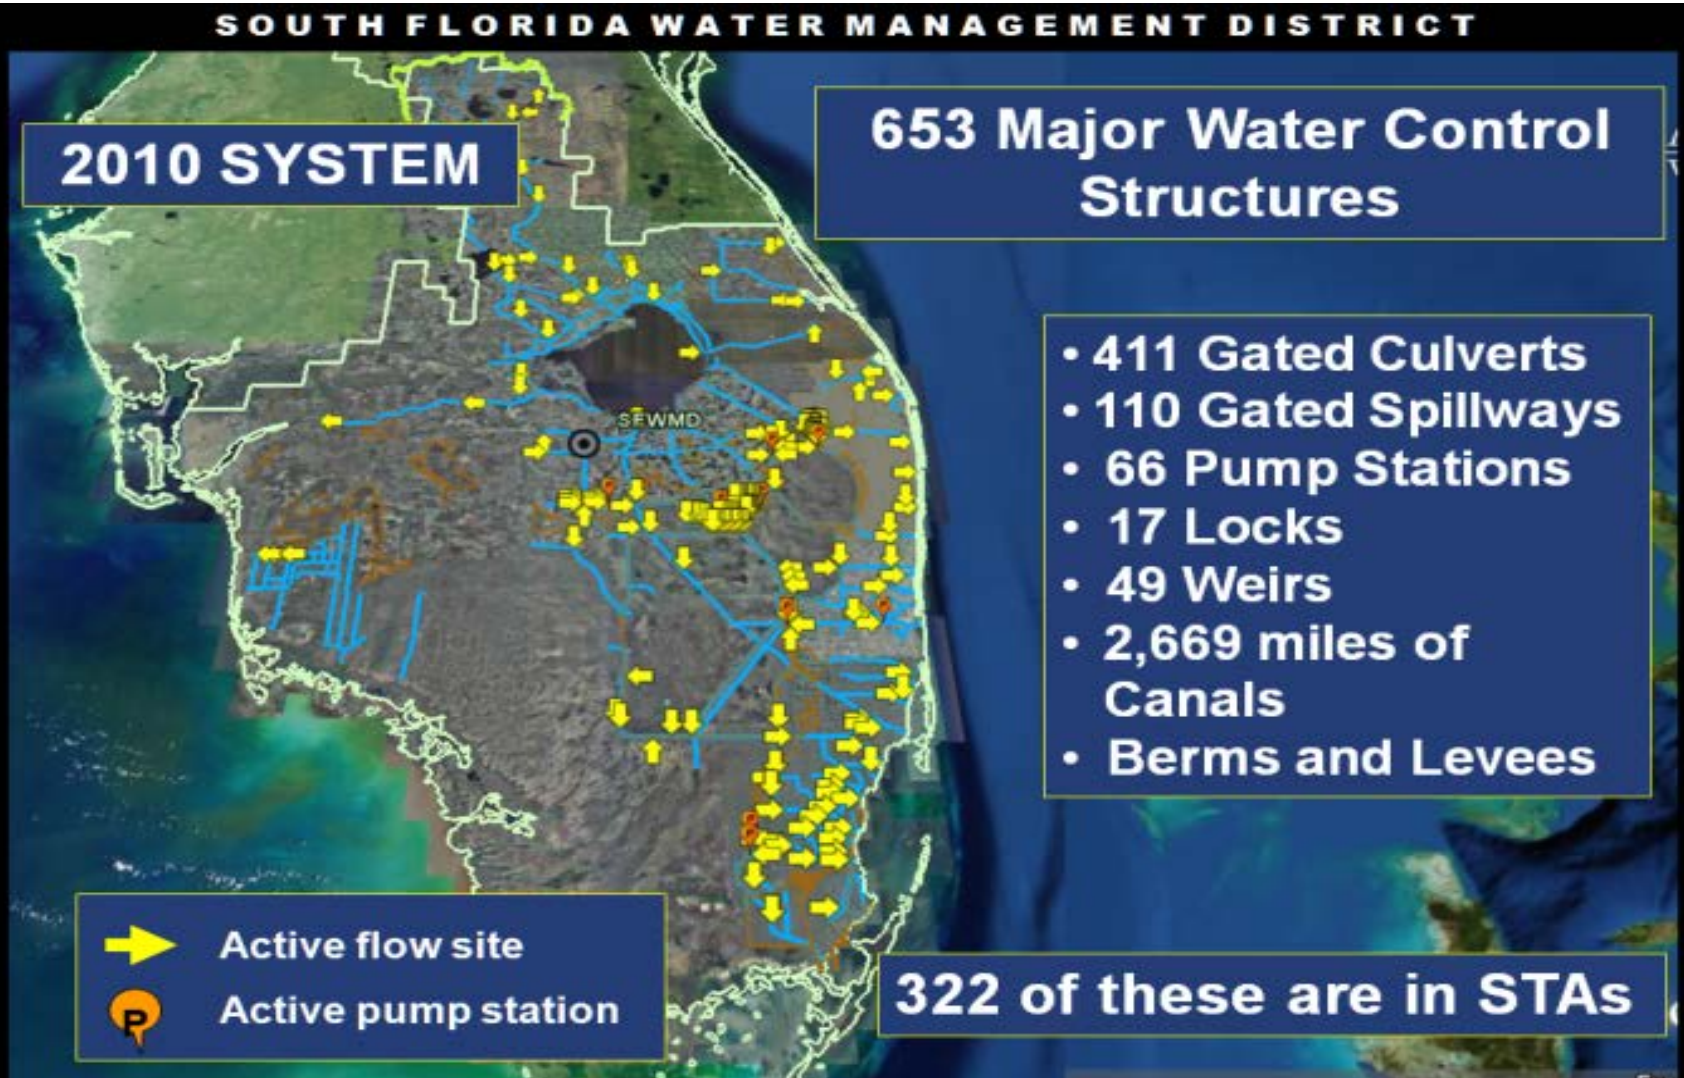 SOUTH FLORIDA WATER MANAGEMENT DISTRICT
2010 SYSTEM
653 Major Water Control
Structures
• 411 Gated Culverts
• 110 Gated Spillways
• 66 Pump Stations
• 17 Locks
• 49 Weirs
• 2,669 miles of
Canals
• Berms and Levees
SFWMD
Active flow site
P Active pump station
322 of these are in STAs